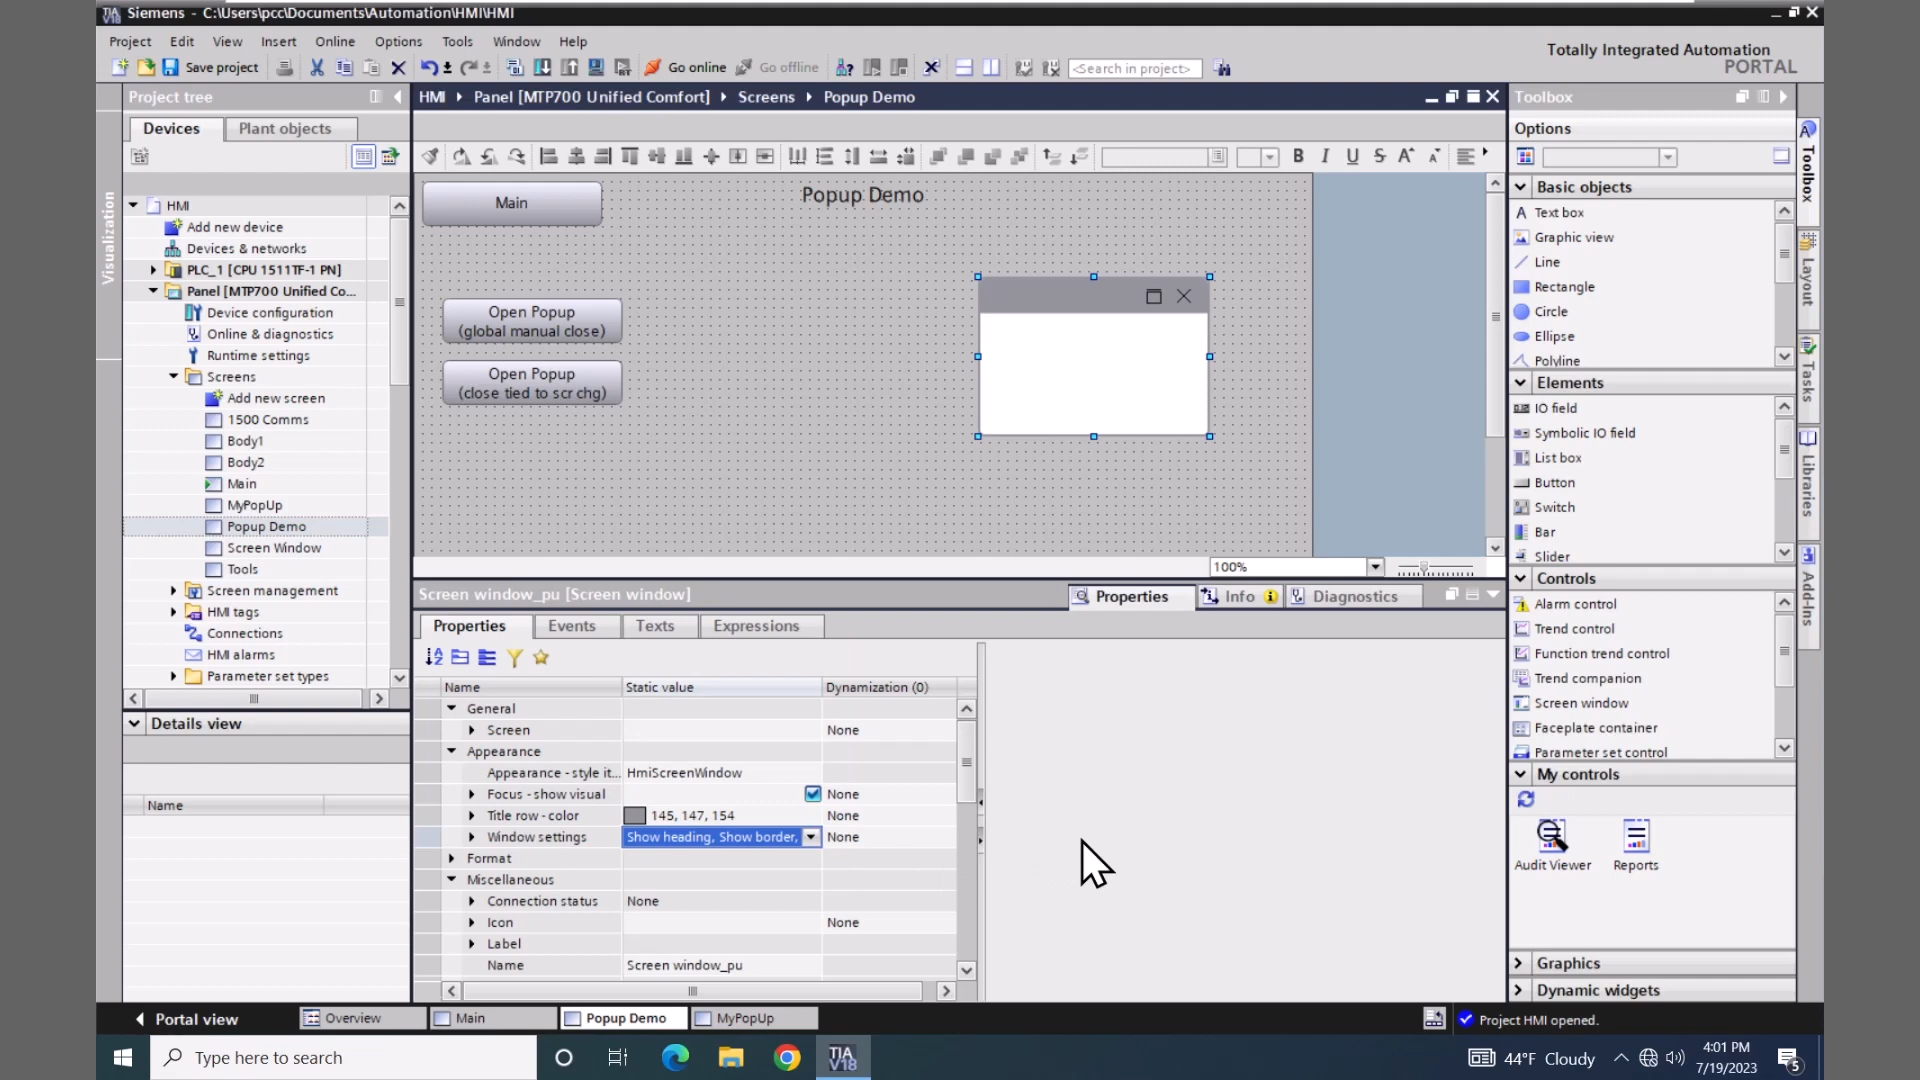 Siemens - C:\Users\pcc\Documents\Automation\HMI\HMI
Project Edit View Insert Online Options Tools Window Help
Totally Integrated Automation
PORTAL
Save project
Go online
Go offline
<Search in project>
Project tree
HMI
Panel [MTP700 Unified Comfort]
Screens
Popup Demo
Toolbox
Devices
Plant objects
Options
Visualization
HMI
Add new device
Devices & networks
PLC_1 [CPU 1511TF-1 PN]
Panel [MTP700 Unified Co...
Device configuration
Online & diagnostics
Runtime settings
Screens
Add new screen
1500 Comms
Body1
Body2
Main
MyPopUp
Popup Demo
Screen Window
Tools
Screen management
HMI tags
Connections
HMI alarms
Parameter set types
Details view
Name
B I U S A A
Main
Popup Demo
Open Popup
(global manual close)
Open Popup
(close tied to scr chg)
100%
Screen window_pu [Screen window]
Properties
Info
Diagnostics
Properties
Events
Texts
Expressions
Name Static value Dynamization (0)
General
Screen None
Appearance
Appearance - style it... HmiScreenWindow
Focus - show visual None
Title row - color 145, 147, 154 None
Window settings Show heading, Show border, None
Format
Miscellaneous
Connection status None
Icon None
Label
Name Screen window_pu
Basic objects
Text box
Graphic view
Line
Rectangle
Circle
Ellipse
Polyline
Elements
IO field
Symbolic IO field
List box
Button
Switch
Bar
Slider
Controls
Alarm control
Trend control
Function trend control
Trend companion
Screen window
Faceplate container
Parameter set control
My controls
Audit Viewer
Reports
Graphics
Dynamic widgets
Toolbox
Layout
Tasks
Libraries
Add-Ins
Portal view
Overview
Main
Popup Demo
MyPopUp
Project HMI opened.
Type here to search
TIA
V18
44°F Cloudy
4:01 PM
7/19/2023
5